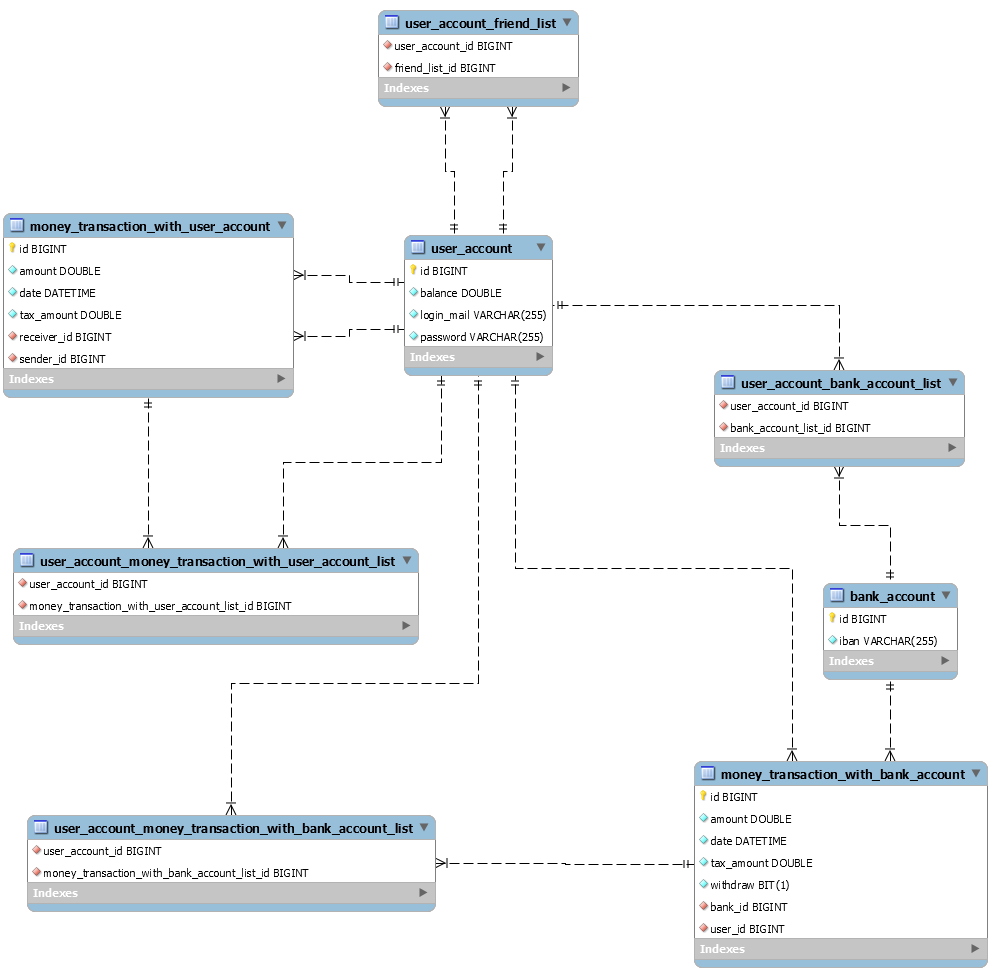 user_account_friend_list
user_account_id BIGINT
friend_list_id BIGINT
Indexes
money_transaction_with_user_account
id BIGINT
amount DOUBLE
date DATETIME
tax_amount DOUBLE
receiver_id BIGINT
sender_id BIGINT
Indexes
user_account
id BIGINT
balance DOUBLE
login_mail VARCHAR(255)
password VARCHAR(255)
Indexes
user_account_bank_account_list
user_account_id BIGINT
bank_account_list_id BIGINT
Indexes
user_account_money_transaction_with_user_account_list
user_account_id BIGINT
money_transaction_with_user_account_list_id BIGINT
Indexes
bank_account
id BIGINT
iban VARCHAR(255)
Indexes
user_account_money_transaction_with_bank_account_list
user_account_id BIGINT
money_transaction_with_bank_account_list_id BIGINT
Indexes
money_transaction_with_bank_account
id BIGINT
amount DOUBLE
date DATETIME
tax_amount DOUBLE
withdraw BIT(1)
bank_id BIGINT
user_id BIGINT
Indexes